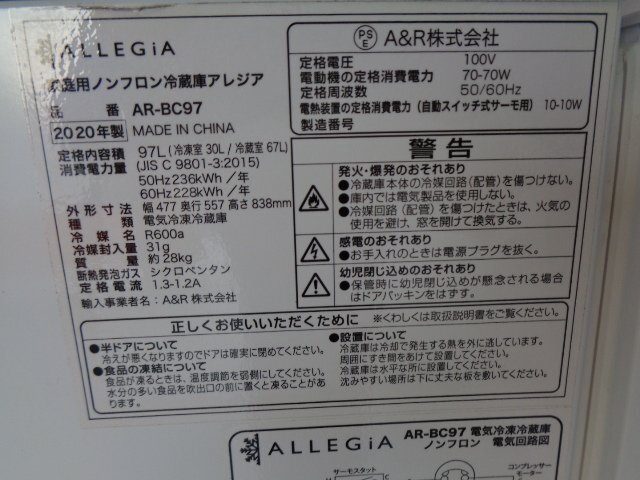 ALLEGiA
庭用ノンフロン冷蔵庫アレジア
品 番 AR-BC97
2020年製 MADE IN CHINA
定格内容積 97L(冷凍室 30L / 冷蔵室 67L)
消費電力量 (JIS C 9801-3:2015)
50Hz236kWh /年
60Hz228kWh /年
外形寸法 幅 477 奥行 557 高さ 838mm
種類 電気冷凍冷蔵庫
冷媒 R600a
冷媒封入量 31g
質量 約28kg
断熱発泡ガス シクロペンタン
定格電流 1.3-1.2A
輸入事業者名:A&R 株式会社
PSE A&R株式会社
定格電圧 100V
電動機の定格消費電力 70-70W
定格周波数 50/60Hz
電熱装置の定格消費電力(自動スイッチ式サーモ用) 10-10W
製造番号
警告
発火・爆発のおそれあり
●冷蔵庫本体の冷媒回路(配管)を傷つけない。
●庫内では電気製品を使用しない。
●冷媒回路(配管)を傷つけたときは、火気の
使用を避け、窓を開けて換気する。
感電のおそれあり
●お手入れのときは電源プラグを抜く。
幼児閉じ込めのおそれあり
●保管時に幼児閉じ込めが懸念される場合
はドアパッキンをはずす。
正しくお使いいただくために ※くわしくは取扱説明書をご覧ください。
●半ドアについて
冷えが悪くなりますのでドアは確実に閉めてください。
●食品の凍結について
食品が凍るときは、温度調節を弱側にしてください。
水分の多い食品を吹出口の前に置くと凍ることがあ
ります。
●設置について
冷蔵庫は冷却で発生する熱を外に逃しています。
周囲にすき間をあけて設置してください。
冷蔵庫は水平な所に設置してください。
沈みやすい場所は下に丈夫な板を敷いてください。
ALLEGiA AR-BC97 電気冷凍冷蔵庫
ノンフロン 電気回路図
サーモスタット
コンプレッサー
モーター